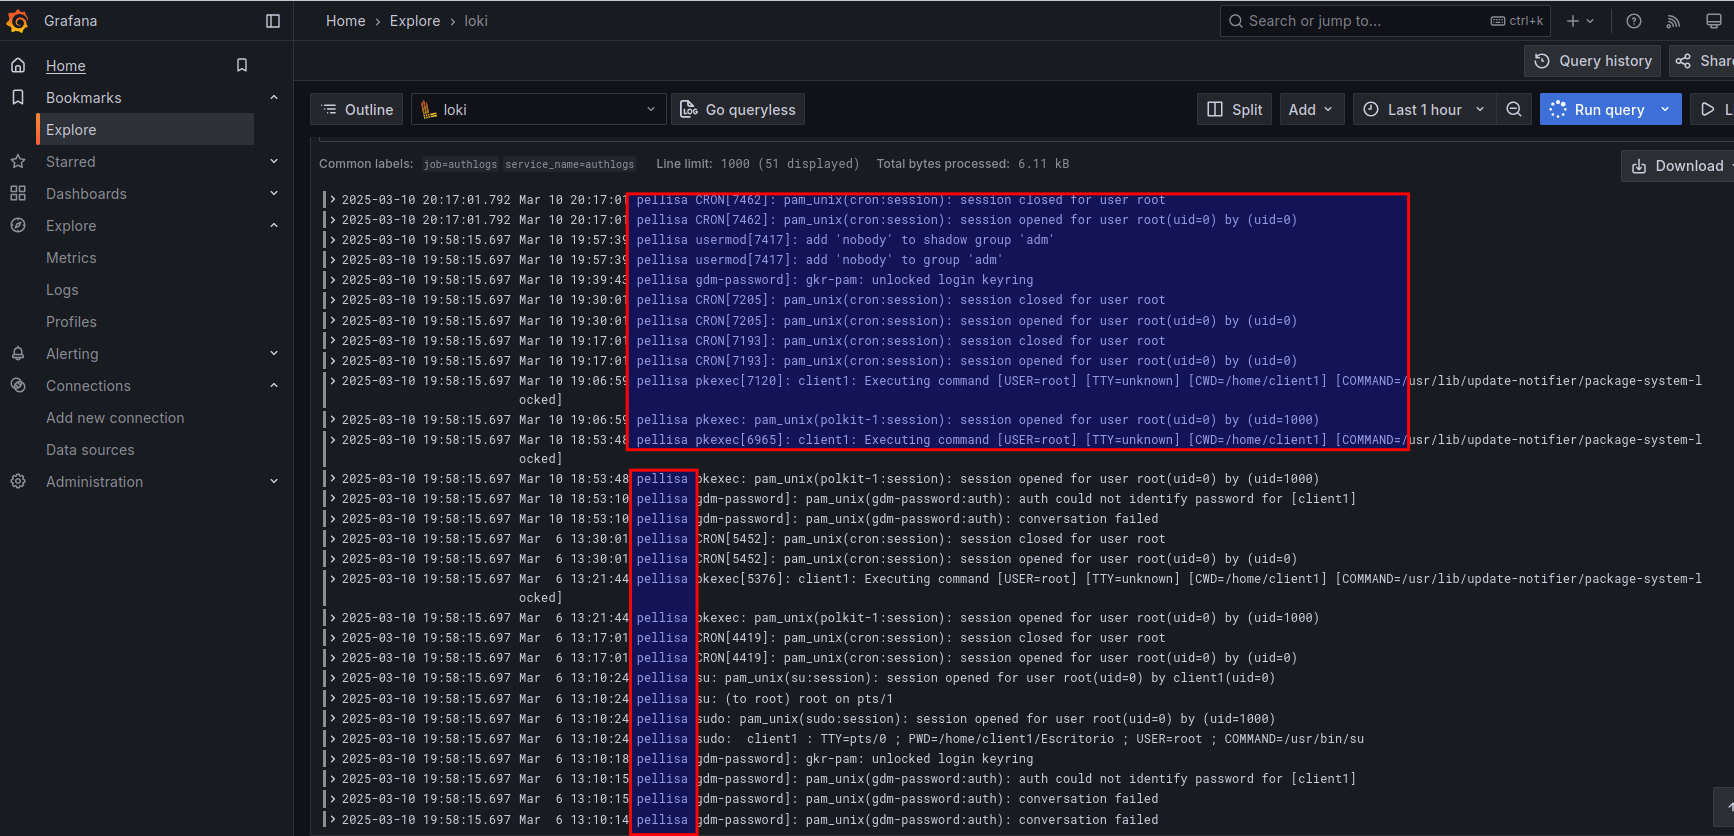 Grafana
Home › Explore › loki
Search or jump to...
ctrl+k
Home
Query history
Bookmarks
Explore
Outline
loki
Go queryless
Split
Add
Last 1 hour
Run query
Starred
Common labels: job=authlogs service_name=authlogs Line limit: 1000 (51 displayed) Total bytes processed: 6.11 kB
Download
Dashboards
Explore
Metrics
Logs
Profiles
Alerting
Connections
Add new connection
Data sources
Administration
2025-03-10 20:17:01.792 Mar 10 20:17:01 pellisa CRON[7462]: pam_unix(cron:session): session closed for user root
2025-03-10 20:17:01.792 Mar 10 20:17:01 pellisa CRON[7462]: pam_unix(cron:session): session opened for user root(uid=0) by (uid=0)
2025-03-10 19:58:15.697 Mar 10 19:57:39 pellisa usermod[7417]: add 'nobody' to shadow group 'adm'
2025-03-10 19:58:15.697 Mar 10 19:57:39 pellisa usermod[7417]: add 'nobody' to group 'adm'
2025-03-10 19:58:15.697 Mar 10 19:39:43 pellisa gdm-password]: gkr-pam: unlocked login keyring
2025-03-10 19:58:15.697 Mar 10 19:30:01 pellisa CRON[7205]: pam_unix(cron:session): session closed for user root
2025-03-10 19:58:15.697 Mar 10 19:30:01 pellisa CRON[7205]: pam_unix(cron:session): session opened for user root(uid=0) by (uid=0)
2025-03-10 19:58:15.697 Mar 10 19:17:01 pellisa CRON[7193]: pam_unix(cron:session): session closed for user root
2025-03-10 19:58:15.697 Mar 10 19:17:01 pellisa CRON[7193]: pam_unix(cron:session): session opened for user root(uid=0) by (uid=0)
2025-03-10 19:58:15.697 Mar 10 19:06:59 pellisa pkexec[7120]: client1: Executing command [USER=root] [TTY=unknown] [CWD=/home/client1] [COMMAND=/usr/lib/update-notifier/package-system-l
ocked]
2025-03-10 19:58:15.697 Mar 10 19:06:59 pellisa pkexec: pam_unix(polkit-1:session): session opened for user root(uid=0) by (uid=1000)
2025-03-10 19:58:15.697 Mar 10 18:53:48 pellisa pkexec[6965]: client1: Executing command [USER=root] [TTY=unknown] [CWD=/home/client1] [COMMAND=/usr/lib/update-notifier/package-system-l
ocked]
2025-03-10 19:58:15.697 Mar 10 18:53:48 pellisa pkexec: pam_unix(polkit-1:session): session opened for user root(uid=0) by (uid=1000)
2025-03-10 19:58:15.697 Mar 10 18:53:10 pellisa gdm-password]: pam_unix(gdm-password:auth): auth could not identify password for [client1]
2025-03-10 19:58:15.697 Mar 10 18:53:10 pellisa gdm-password]: pam_unix(gdm-password:auth): conversation failed
2025-03-10 19:58:15.697 Mar  6 13:30:01 pellisa CRON[5452]: pam_unix(cron:session): session closed for user root
2025-03-10 19:58:15.697 Mar  6 13:30:01 pellisa CRON[5452]: pam_unix(cron:session): session opened for user root(uid=0) by (uid=0)
2025-03-10 19:58:15.697 Mar  6 13:21:44 pellisa pkexec[5376]: client1: Executing command [USER=root] [TTY=unknown] [CWD=/home/client1] [COMMAND=/usr/lib/update-notifier/package-system-l
ocked]
2025-03-10 19:58:15.697 Mar  6 13:21:44 pellisa pkexec: pam_unix(polkit-1:session): session opened for user root(uid=0) by (uid=1000)
2025-03-10 19:58:15.697 Mar  6 13:17:01 pellisa CRON[4419]: pam_unix(cron:session): session closed for user root
2025-03-10 19:58:15.697 Mar  6 13:17:01 pellisa CRON[4419]: pam_unix(cron:session): session opened for user root(uid=0) by (uid=0)
2025-03-10 19:58:15.697 Mar  6 13:10:24 pellisa su: pam_unix(su:session): session opened for user root(uid=0) by client1(uid=0)
2025-03-10 19:58:15.697 Mar  6 13:10:24 pellisa su: (to root) root on pts/1
2025-03-10 19:58:15.697 Mar  6 13:10:24 pellisa sudo: pam_unix(sudo:session): session opened for user root(uid=0) by (uid=1000)
2025-03-10 19:58:15.697 Mar  6 13:10:24 pellisa sudo:  client1 : TTY=pts/0 ; PWD=/home/client1/Escritorio ; USER=root ; COMMAND=/usr/bin/su
2025-03-10 19:58:15.697 Mar  6 13:10:18 pellisa gdm-password]: gkr-pam: unlocked login keyring
2025-03-10 19:58:15.697 Mar  6 13:10:15 pellisa gdm-password]: pam_unix(gdm-password:auth): auth could not identify password for [client1]
2025-03-10 19:58:15.697 Mar  6 13:10:15 pellisa gdm-password]: pam_unix(gdm-password:auth): conversation failed
2025-03-10 19:58:15.697 Mar  6 13:10:14 pellisa gdm-password]: pam_unix(gdm-password:auth): conversation failed